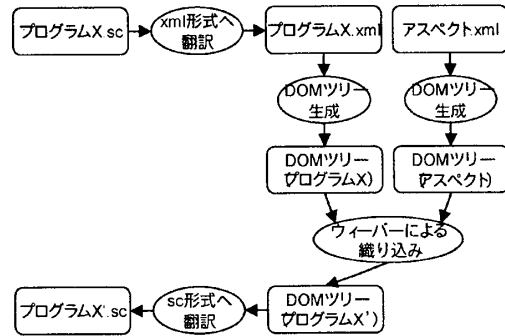 プログラムX.sc
xml形式へ
翻訳
プログラムX.xml
アスペクト.xml
DOMツリー
生成
DOMツリー
生成
DOMツリー
(プログラムX)
DOMツリー
(アスペクト)
ウィーバーによる
織り込み
プログラムX'.sc
sc形式へ
翻訳
DOMツリー
(プログラムX')